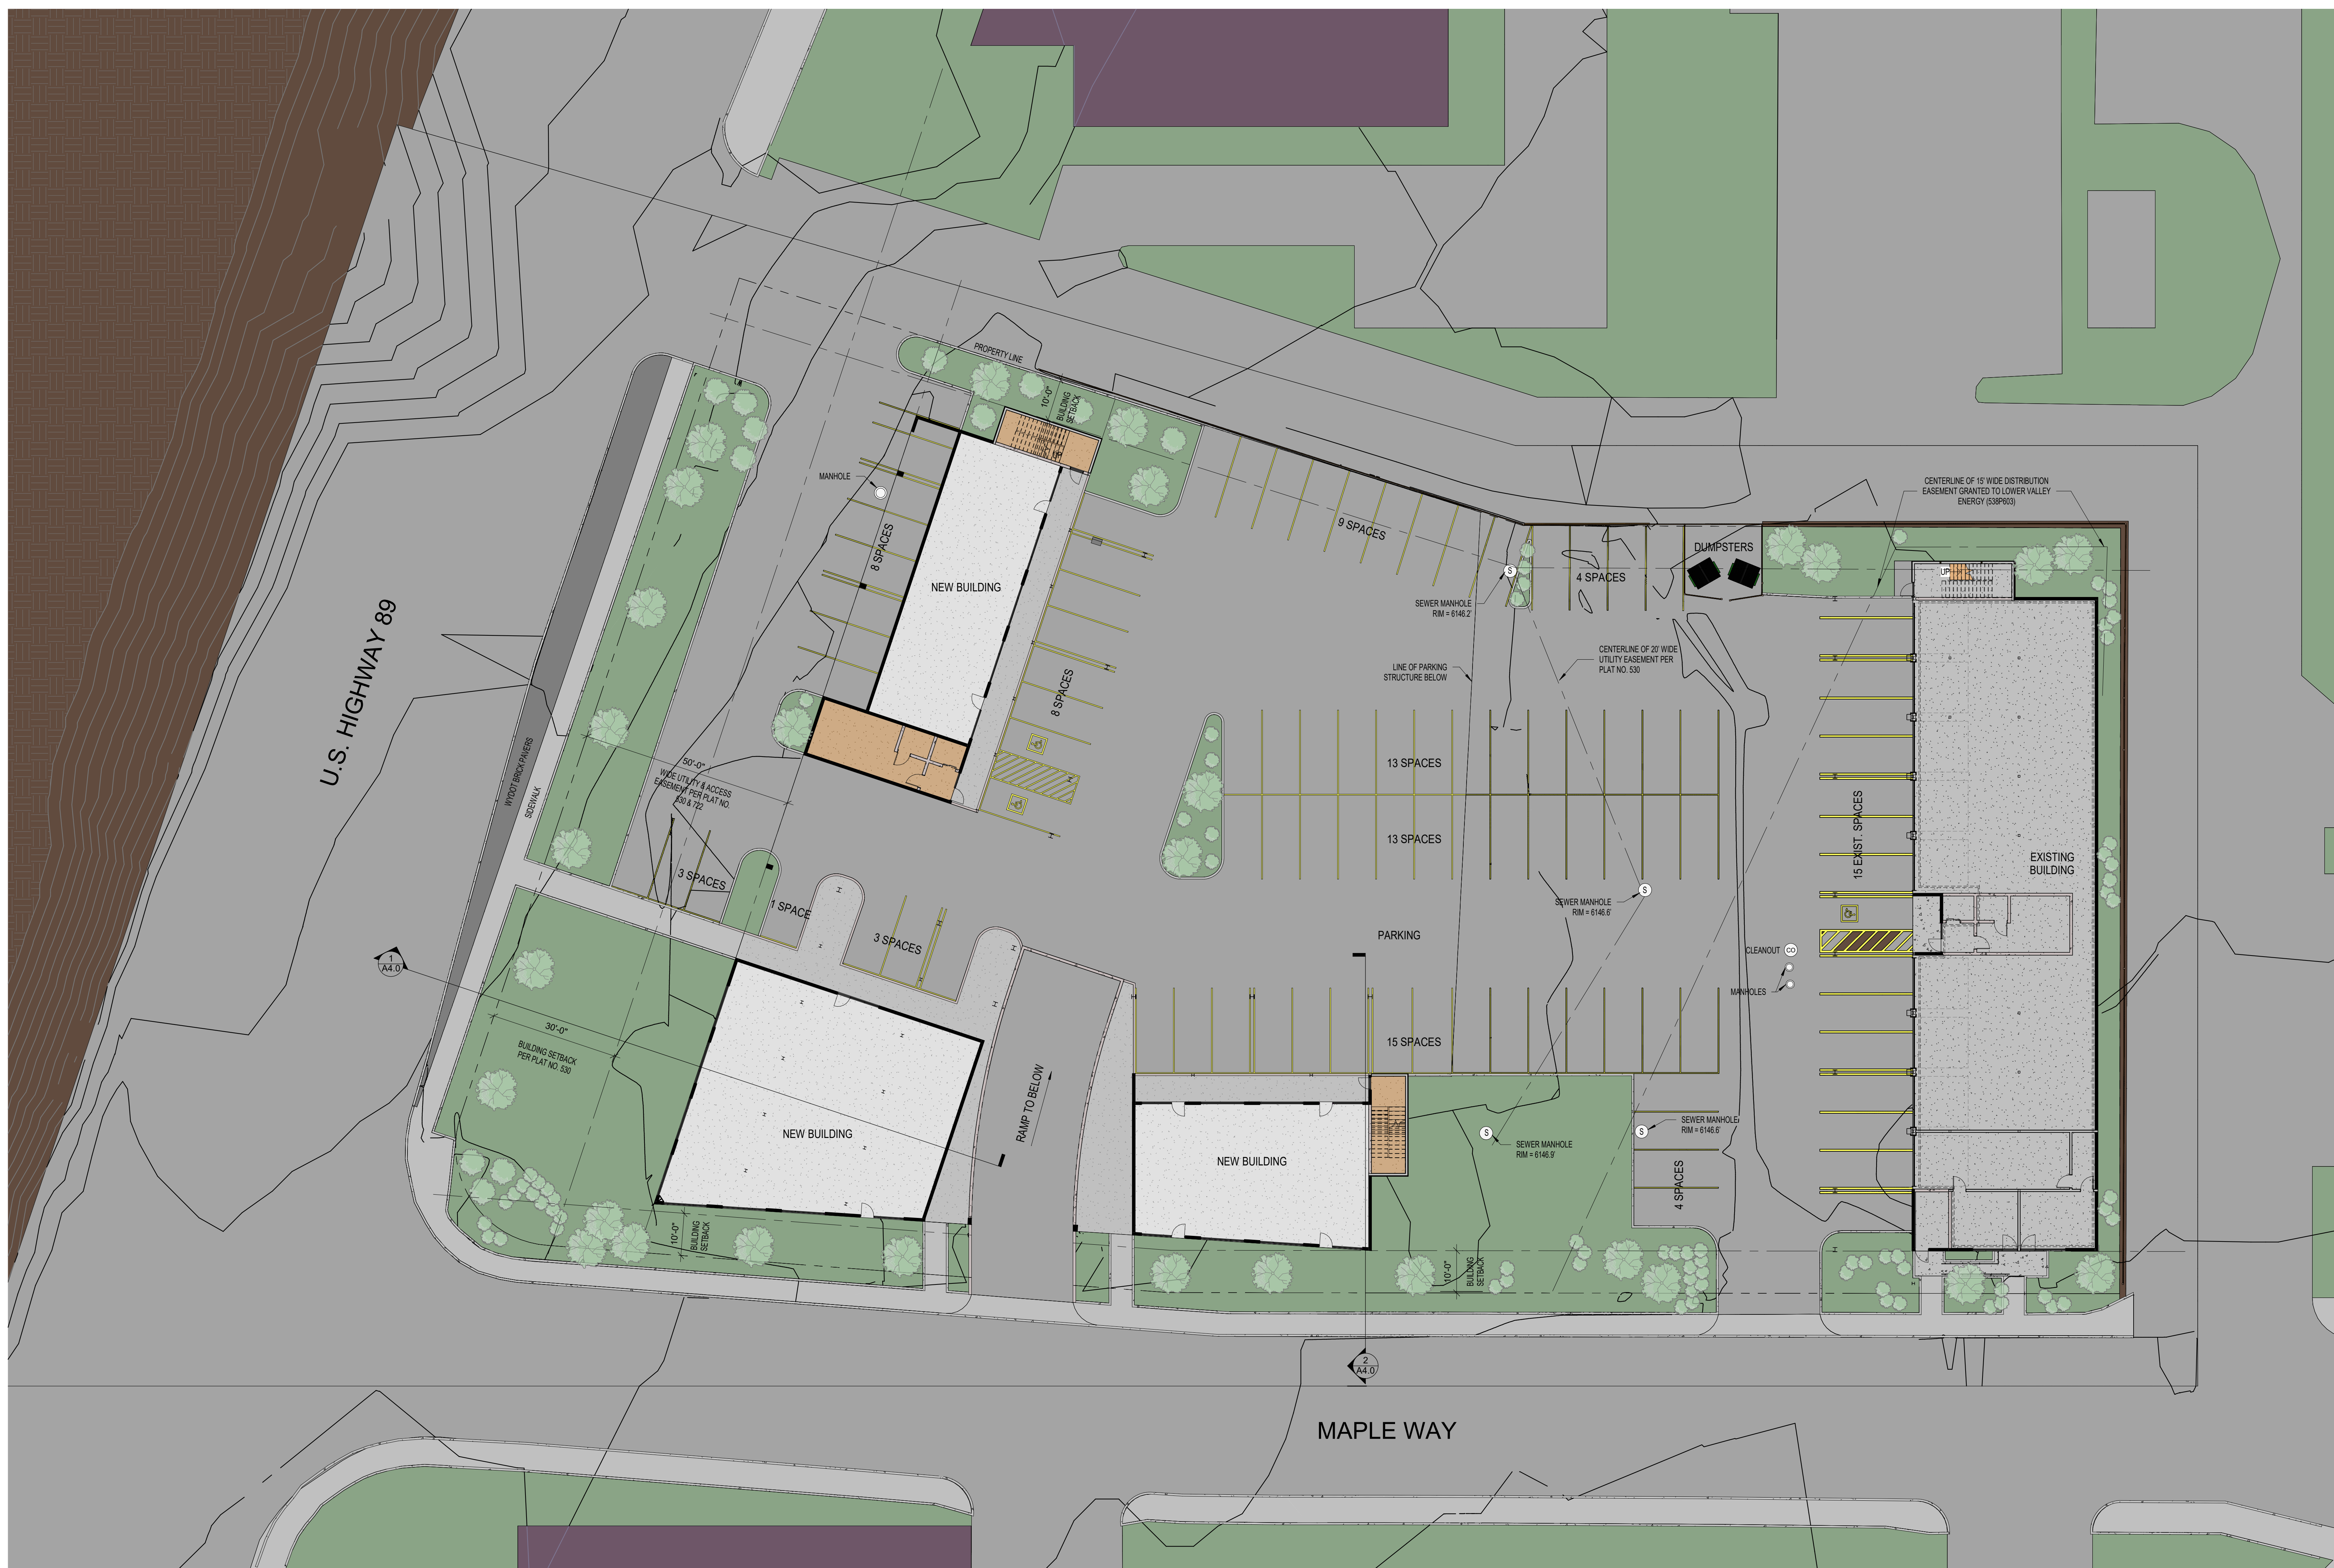 PROPERTY LINE
10'-0"
BUILDING
SETBACK
UP
MANHOLE
8 SPACES
NEW BUILDING
9 SPACES
CENTERLINE OF 15' WIDE DISTRIBUTION
EASEMENT GRANTED TO LOWER VALLEY
ENERGY (538P603)
DUMPSTERS
4 SPACES
UP
S
SEWER MANHOLE
RIM = 6146.2'
CENTERLINE OF 20' WIDE
UTILITY EASEMENT PER
PLAT NO. 530
LINE OF PARKING
STRUCTURE BELOW
8 SPACES
U.S. HIGHWAY 89
WYDOT BRICK PAVERS
SIDEWALK
50'-0"
WIDE UTILITY & ACCESS
EASEMENT PER PLAT NO.
530 & 722
13 SPACES
13 SPACES
15 EXIST. SPACES
EXISTING
BUILDING
3 SPACES
1 SPACE
3 SPACES
S
SEWER MANHOLE
RIM = 6146.6'
PARKING
CLEANOUT
CO
MANHOLES
1
A4.0
30'-0"
BUILDING SETBACK
PER PLAT NO. 530
15 SPACES
RAMP TO BELOW
NEW BUILDING
NEW BUILDING
S
SEWER MANHOLE
RIM = 6146.9'
S
SEWER MANHOLE
RIM = 6146.6'
4 SPACES
10'-0"
BUILDING
SETBACK
10'-0"
BUILDING
SETBACK
2
A4.0
MAPLE WAY